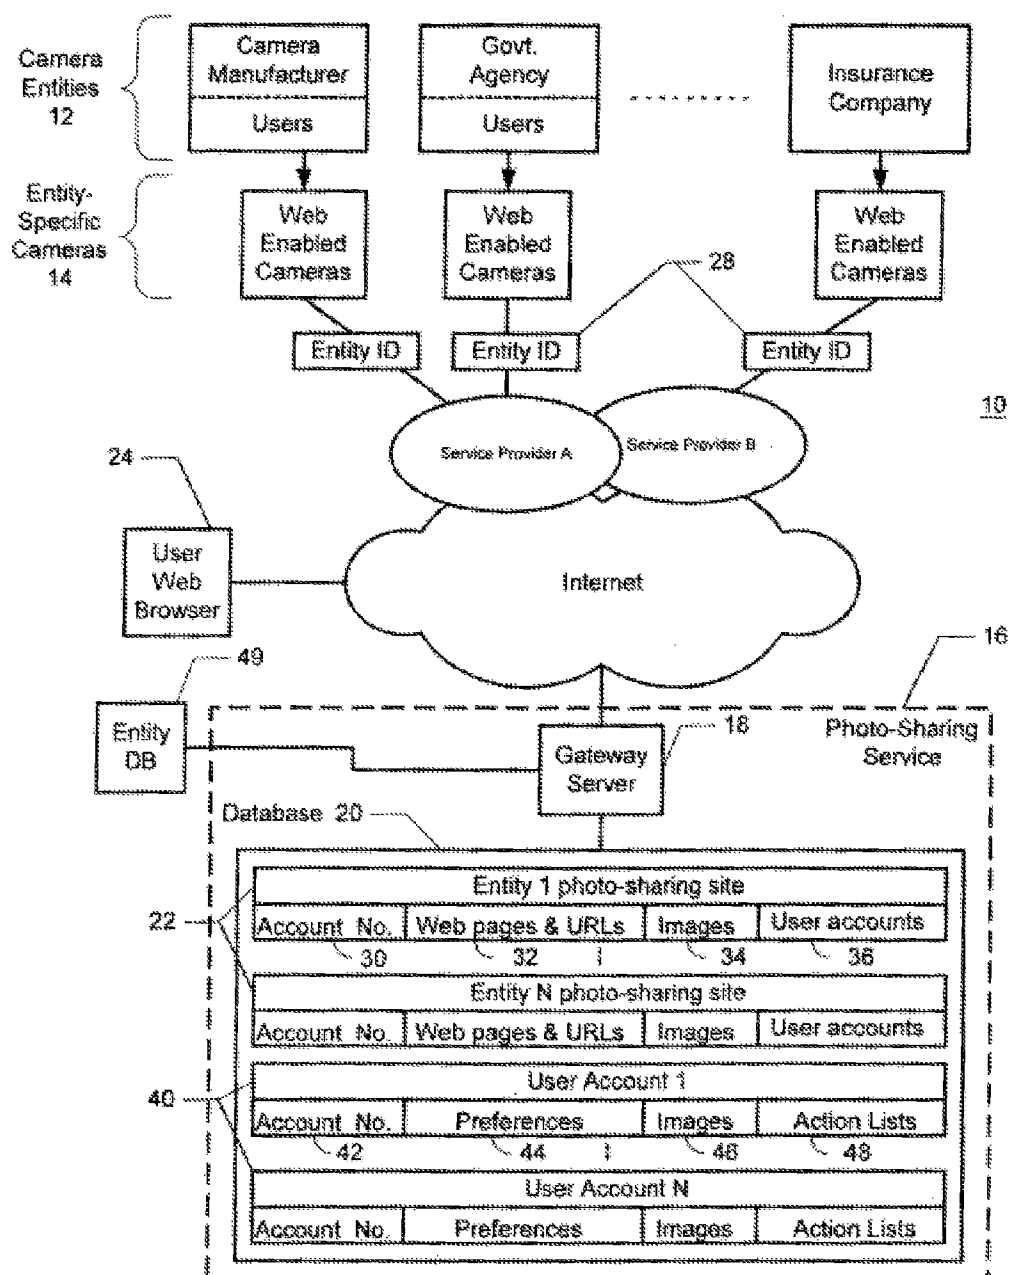 Camera
Entities
12
Camera
Manufacturer
Users
Govt.
Agency
Users
Insurance
Company
Entity-
Specific
Cameras
14
Web
Enabled
Cameras
Web
Enabled
Cameras
Web
Enabled
Cameras
28
Entity ID
Entity ID
Entity ID
10
Service Provider A
Service Provider B
24
User
Web
Browser
Internet
16
49
Entity
DB
18
Gateway
Server
Photo-Sharing
Service
Database 20
Entity 1 photo-sharing site
22
Account No. Web pages & URLs Images User accounts
30 32 34 36
Entity N photo-sharing site
Account No. Web pages & URLs Images User accounts
User Account 1
40
Account No. Preferences Images Action Lists
42 44 46 48
User Account N
Account No. Preferences Images Action Lists